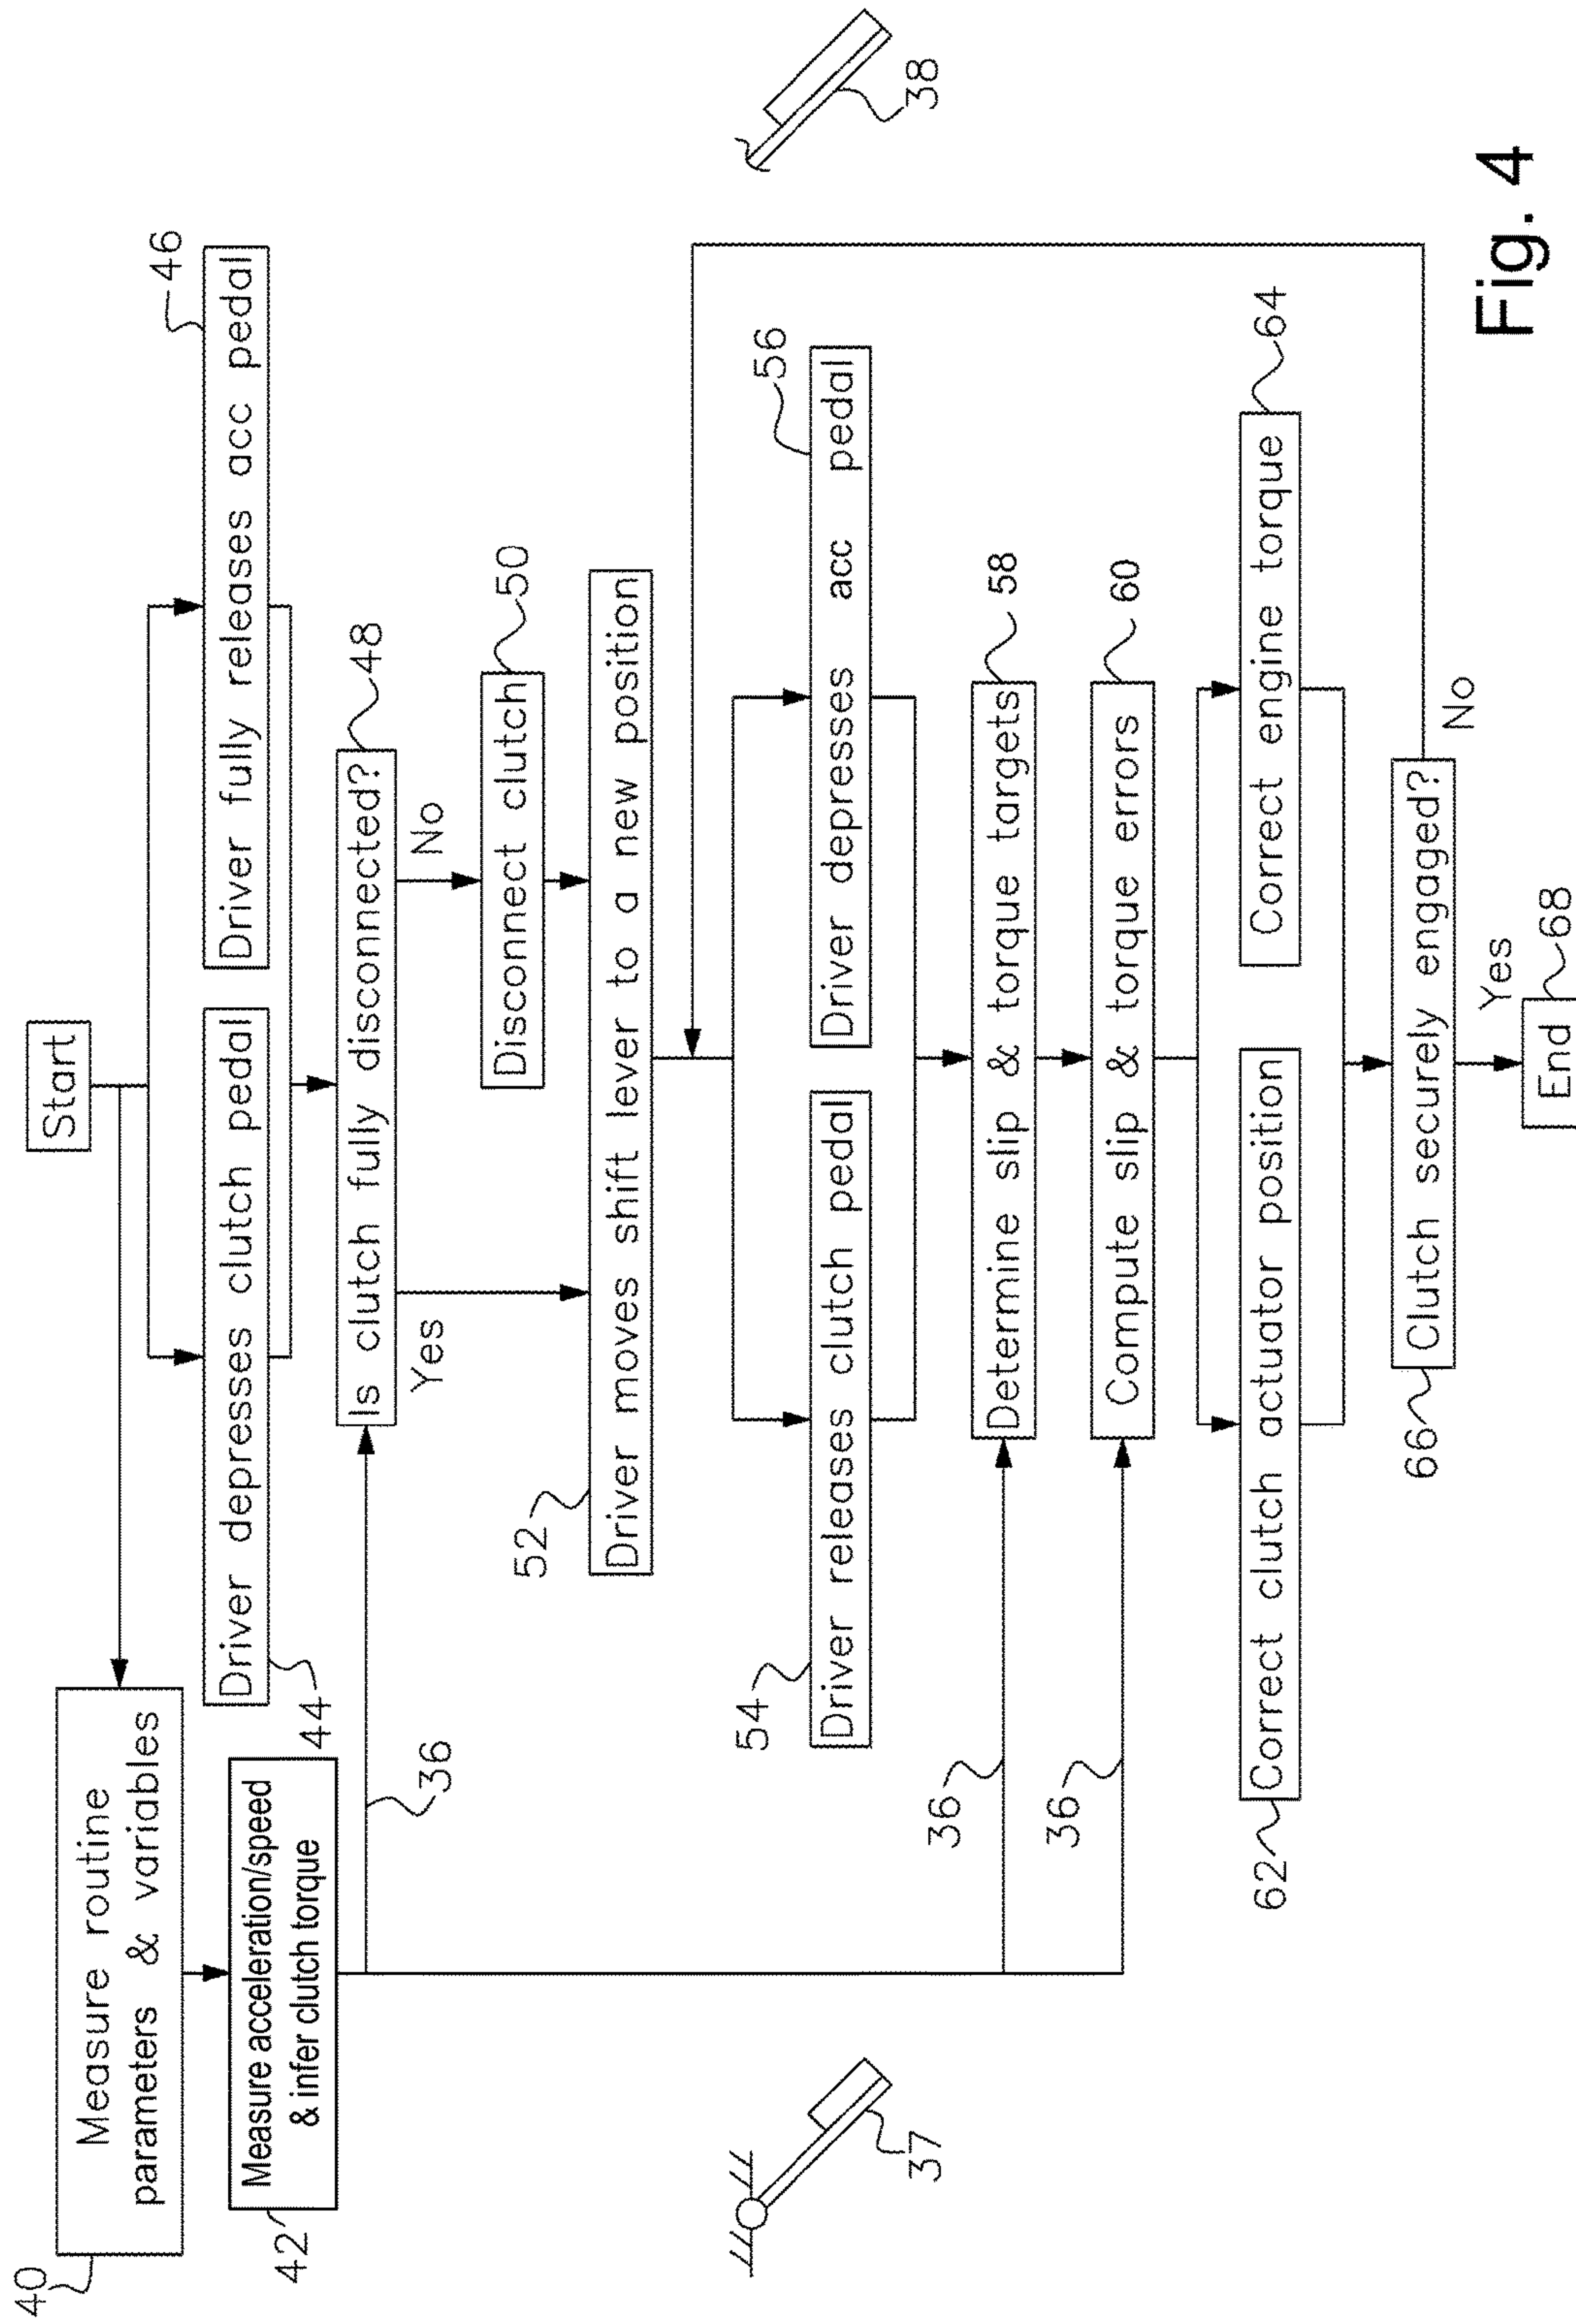 Start
40
Measure routine
parameters & variables
42
Measure acceleration/speed
& infer clutch torque
44
Driver depresses clutch pedal
46
Driver fully releases acc pedal
36
Is clutch fully disconnected?
48
Yes
No
Disconnect clutch
50
52
Driver moves shift lever to a new position
37
38
54
Driver releases clutch pedal
56
Driver depresses acc pedal
36
Determine slip & torque targets
58
36
Compute slip & torque errors
60
62
Correct clutch actuator position
Correct engine torque
64
66
Clutch securely engaged?
No
Yes
End
68
Fig. 4